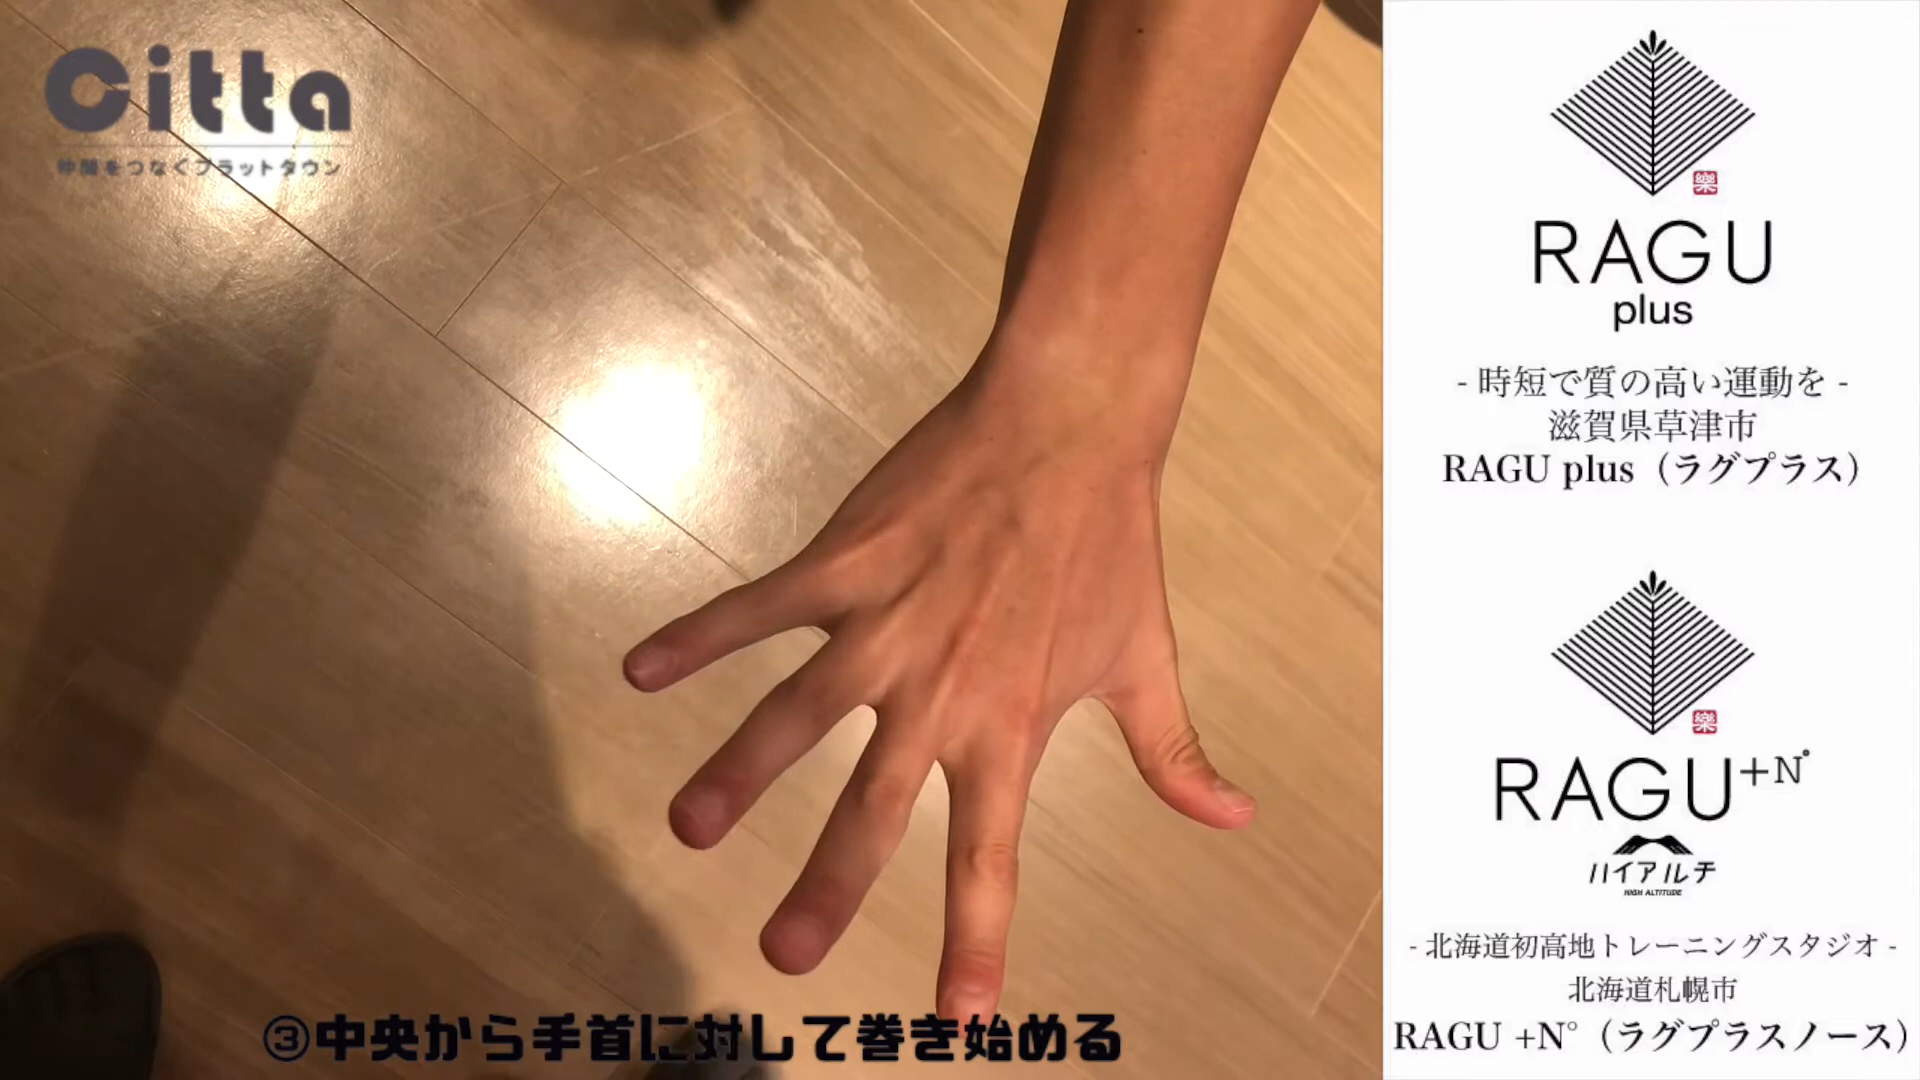 Citta
仲間をつなぐプラットタウン
③中央から手首に対して巻き始める
樂
RAGU
plus
- 時短で質の高い運動を -
滋賀県草津市
RAGU plus（ラグプラス）
樂
RAGU+N°
ハイアルチ
HIGH ALTITUDE
- 北海道初高地トレーニングスタジオ -
北海道札幌市
RAGU +N°（ラグプラスノース）